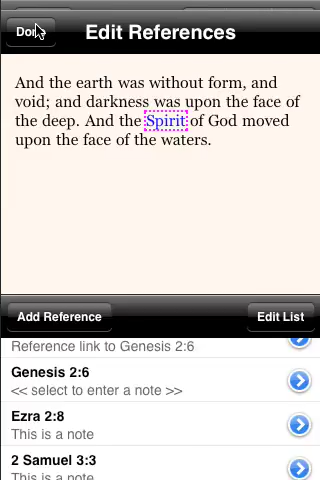 Done
Edit References
And the earth was without form, and
void; and darkness was upon the face of
the deep. And the Spirit of God moved
upon the face of the waters.
Add Reference
Edit List
Reference link to Genesis 2:6
Genesis 2:6
<< select to enter a note >>
Ezra 2:8
This is a note
2 Samuel 3:3
This is a note